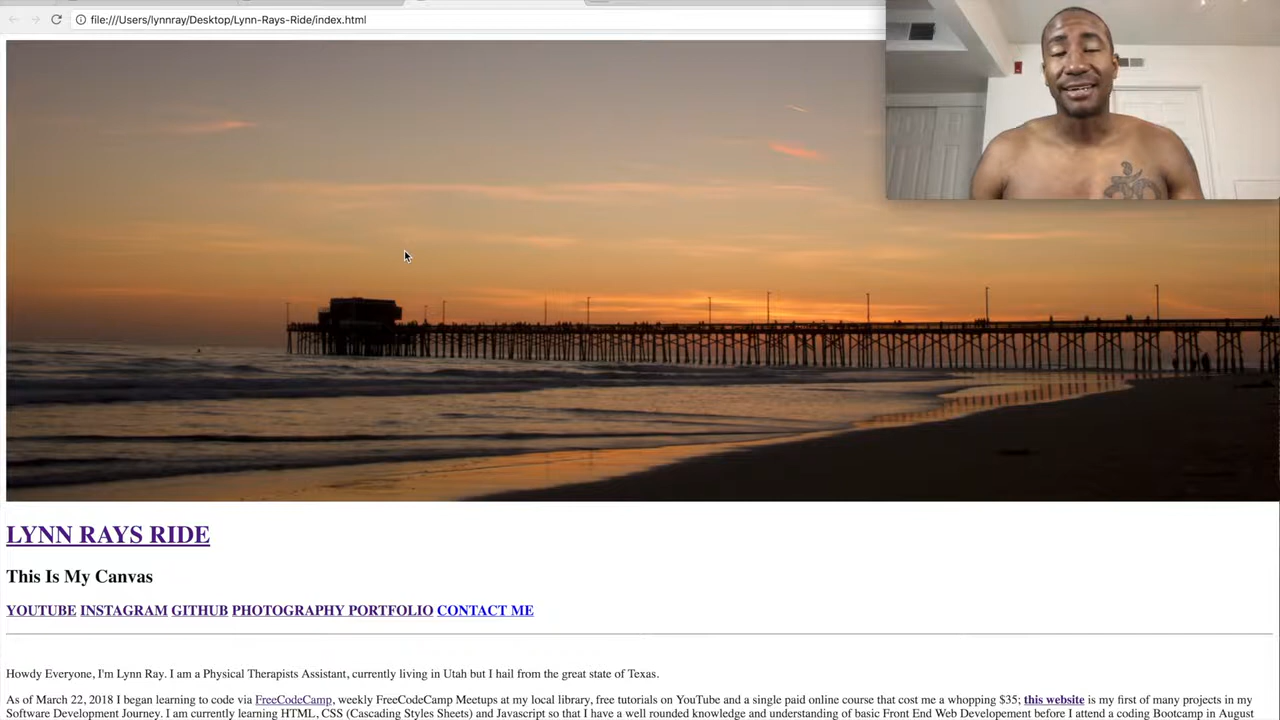 file:///Users/lynnray/Desktop/Lynn-Rays-Ride/index.html
LYNN RAYS RIDE
This Is My Canvas
YOUTUBE INSTAGRAM GITHUB PHOTOGRAPHY PORTFOLIO CONTACT ME
Howdy Everyone, I'm Lynn Ray. I am a Physical Therapists Assistant, currently living in Utah but I hail from the great state of Texas.
As of March 22, 2018 I began learning to code via FreeCodeCamp, weekly FreeCodeCamp Meetups at my local library, free tutorials on YouTube and a single paid online course that cost me a whopping $35; this website is my first of many projects in my
Software Development Journey. I am currently learning HTML, CSS (Cascading Styles Sheets) and Javascript so that I have a well rounded knowledge and understanding of basic Front End Web Developement before I attend a coding Bootcamp in August